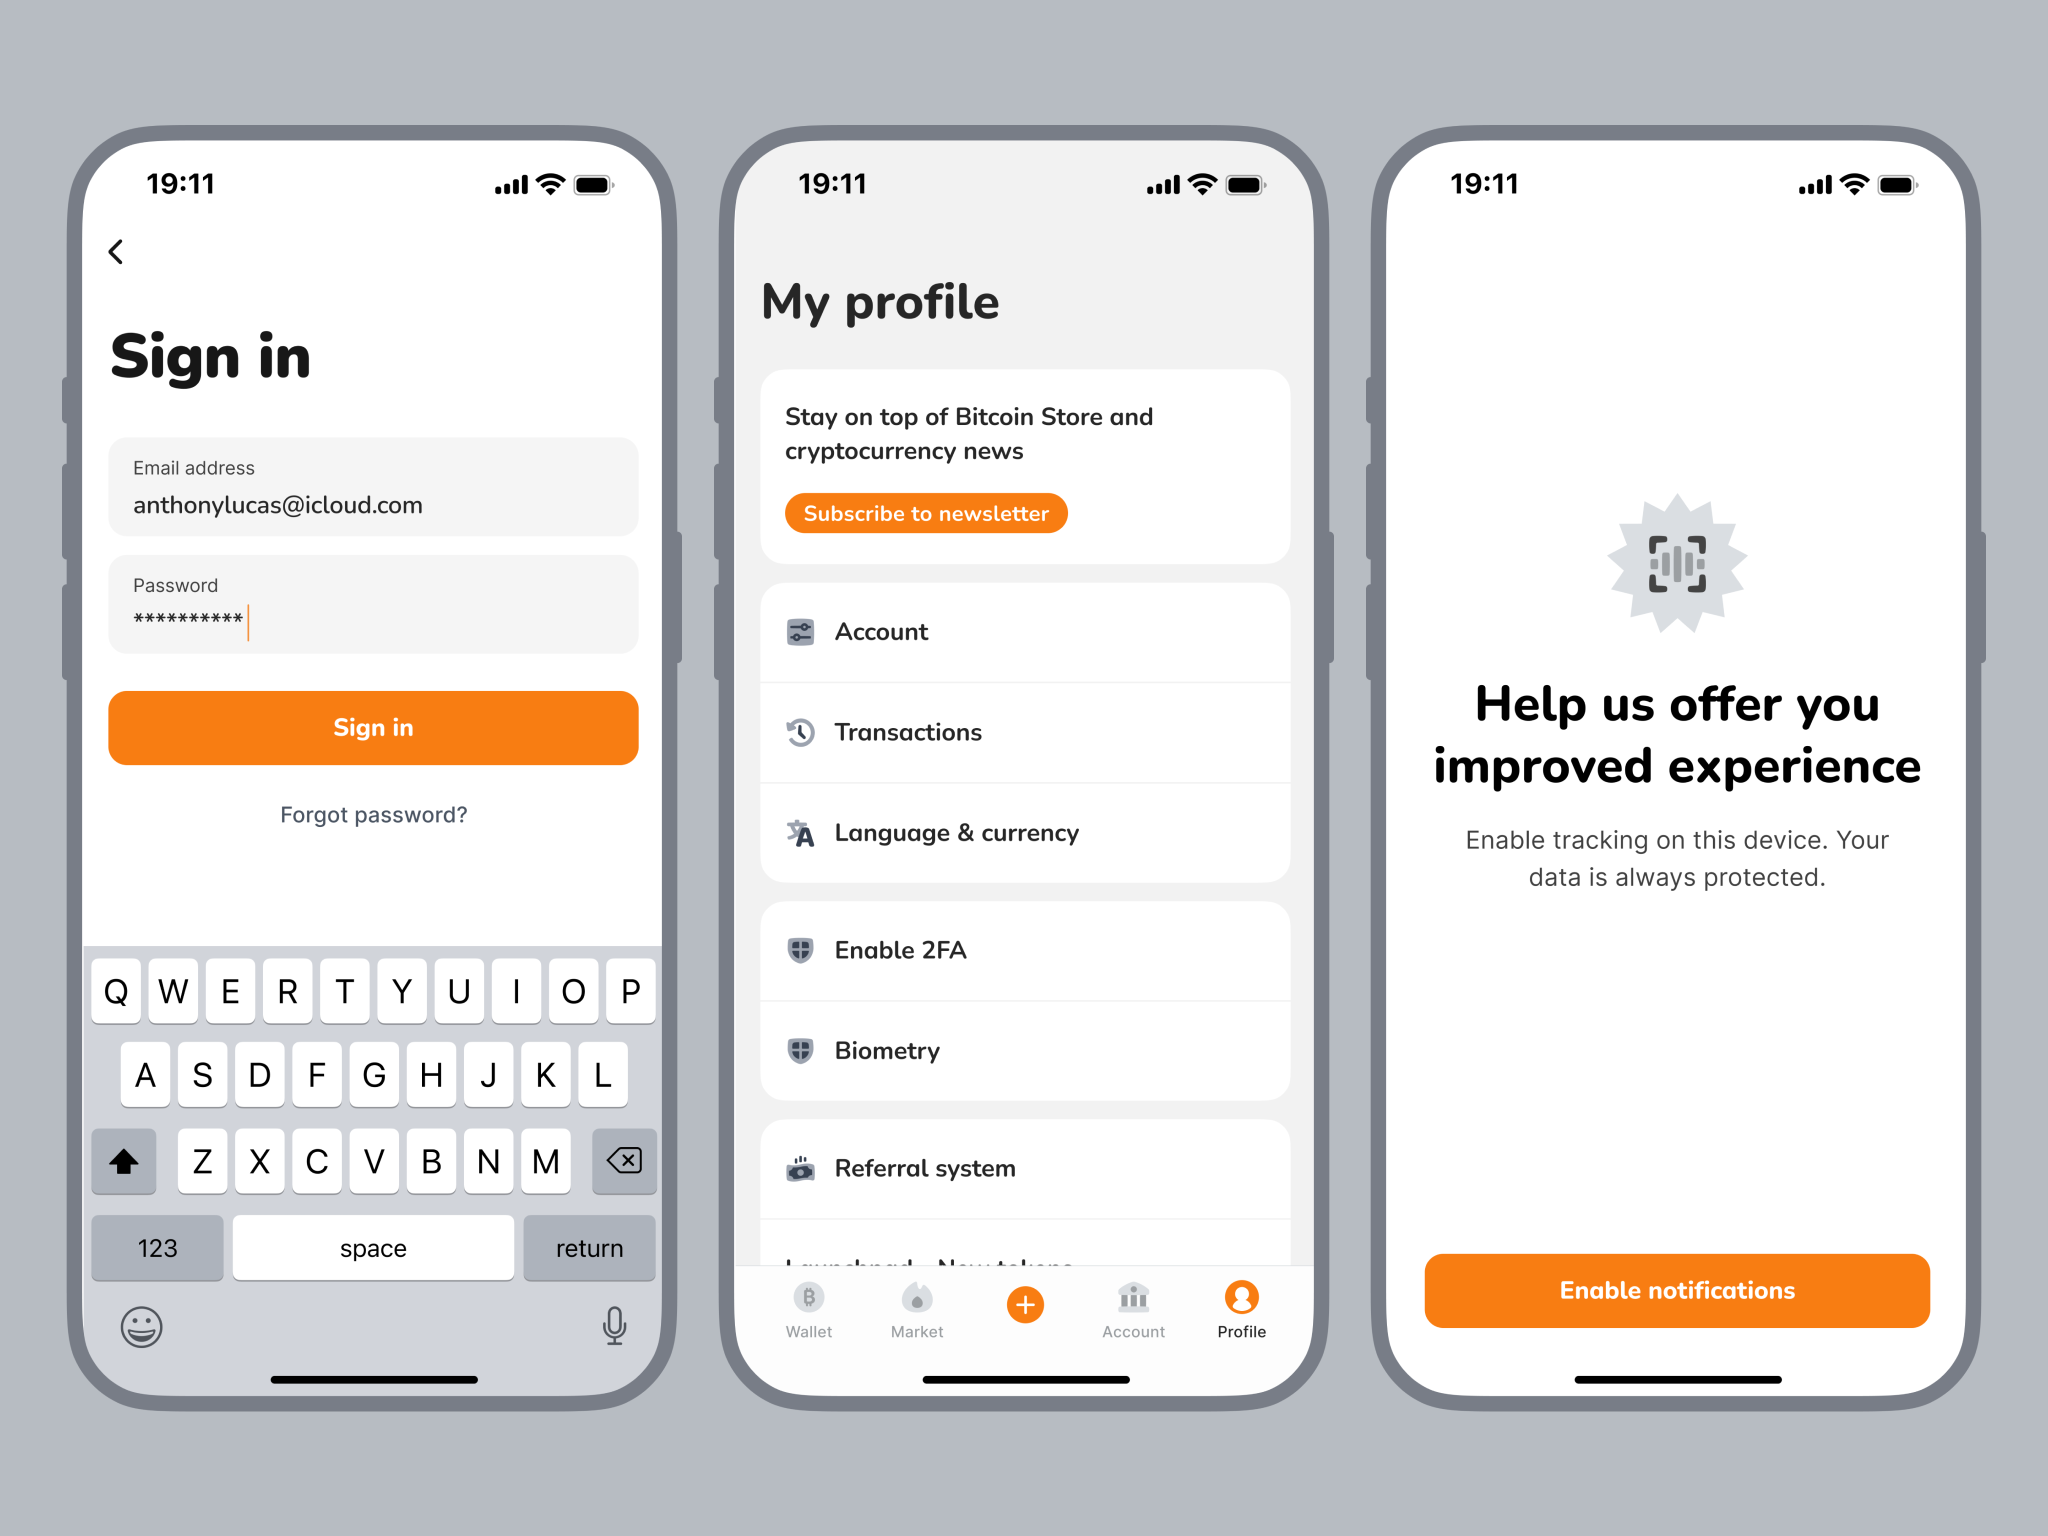 19:11
Sign in
Email address
anthonylucas@icloud.com
Password
**********
Sign in
Forgot password?
Q W E R T Y U I O P
A S D F G H J K L
Z X C V B N M
123 space return
19:11
My profile
Stay on top of Bitcoin Store and
cryptocurrency news
Subscribe to newsletter
Account
Transactions
Language & currency
Enable 2FA
Biometry
Referral system
Wallet Market Account Profile
19:11
Help us offer you
improved experience
Enable tracking on this device. Your
data is always protected.
Enable notifications